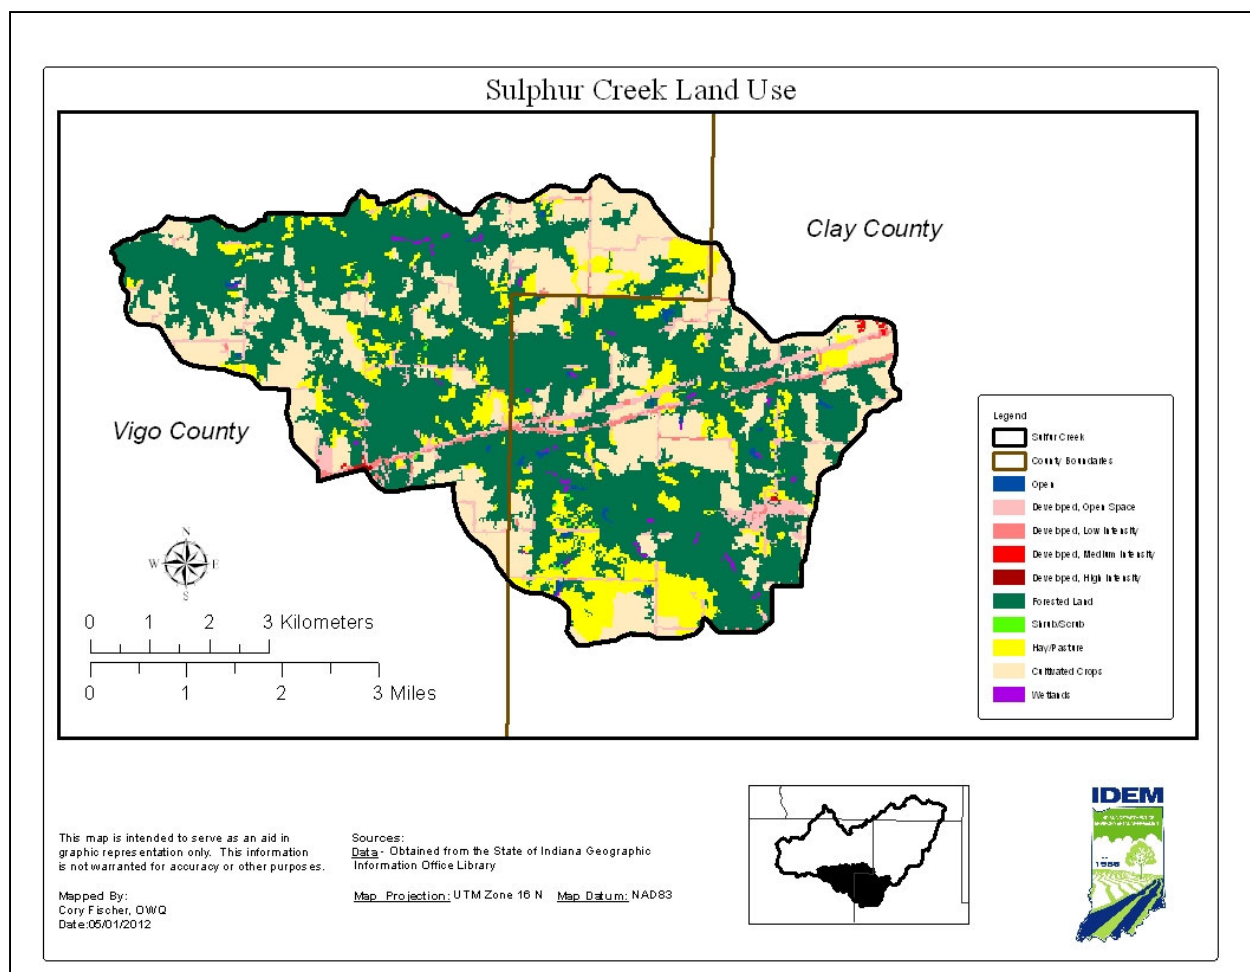 Sulphur Creek Land Use
Clay County
Vigo County
N
W E
S
0 1 2 3 Kilometers
0 1 2 3 Miles
Legend
Sulfur Creek
County Boundaries
Open
Developed, Open Space
Developed, Low Intensity
Developed, Medium Intensity
Developed, High Intensity
Forested Land
Shrub/Scrub
Hay/Pasture
Cultivated Crops
Wetlands
This map is intended to serve as an aid in
graphic representation only. This information
is not warranted for accuracy or other purposes.
Mapped By:
Cory Fischer, OWQ
Date:05/01/2012
Sources:
Data - Obtained from the State of Indiana Geographic
Information Office Library
Map Projection: UTM Zone 16 N Map Datum: NAD83
IDEM
1986